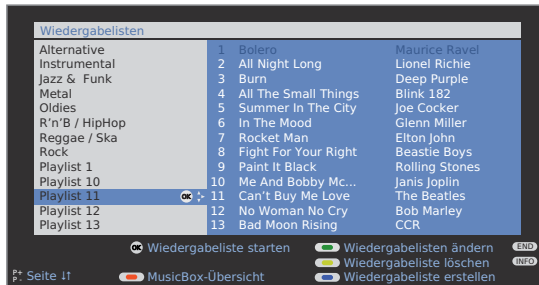 Wiedergabelisten
Alternative
Instrumental
Jazz & Funk
Metal
Oldies
R'n'B / HipHop
Reggae / Ska
Rock
Playlist 1
Playlist 10
Playlist 11 OK
Playlist 12
Playlist 13
1 Bolero Maurice Ravel
2 All Night Long Lionel Richie
3 Burn Deep Purple
4 All The Small Things Blink 182
5 Summer In The City Joe Cocker
6 In The Mood Glenn Miller
7 Rocket Man Elton John
8 Fight For Your Right Beastie Boys
9 Paint It Black Rolling Stones
10 Me And Bobby Mc... Janis Joplin
11 Can't Buy Me Love The Beatles
12 No Woman No Cry Bob Marley
13 Bad Moon Rising CCR
OK Wiedergabeliste starten
Wiedergabelisten ändern END
Wiedergabeliste löschen INFO
P+ P- Seite ↓↑
MusicBox-Übersicht
Wiedergabeliste erstellen